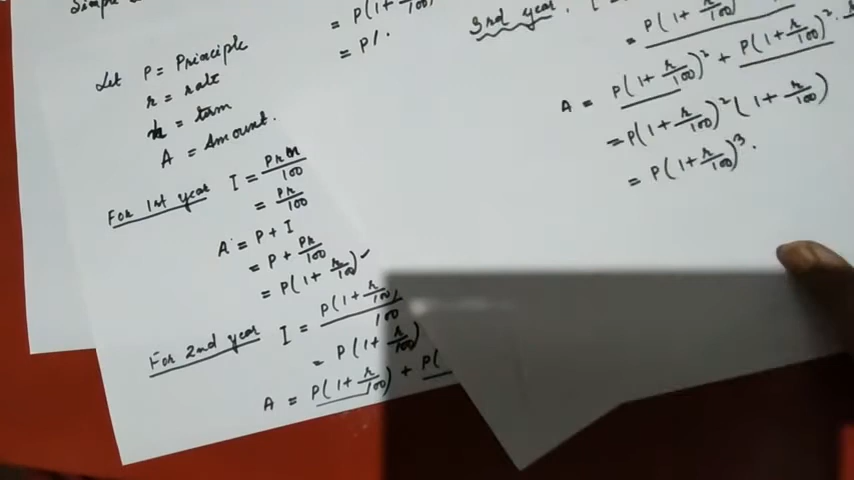 Simple
Let P = Principle
r = rate
n = term
A = Amount.
For 1st year I = Prn/100
= Pr/100
A = P + I
= P + Pr/100
= P(1 + r/100) ✓
For 2nd year I = P(1 + r/100)/100
= P(1 + r/100)
A = P(1 + r/100) + P(
= P(1 + r/100)
= P
3rd year. I
= P(1 + r/100)
A = P(1 + r/100)² + P(1 + r/100)² ·
= P(1 + r/100)² (1 + r/100)
= P(1 + r/100)³.